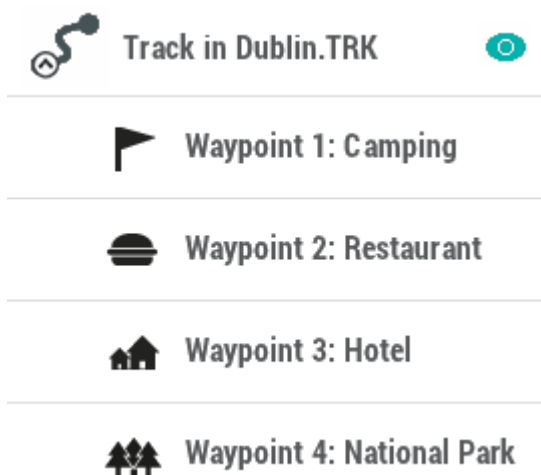 Track in Dublin.TRK
Waypoint 1: Camping
Waypoint 2: Restaurant
Waypoint 3: Hotel
Waypoint 4: National Park